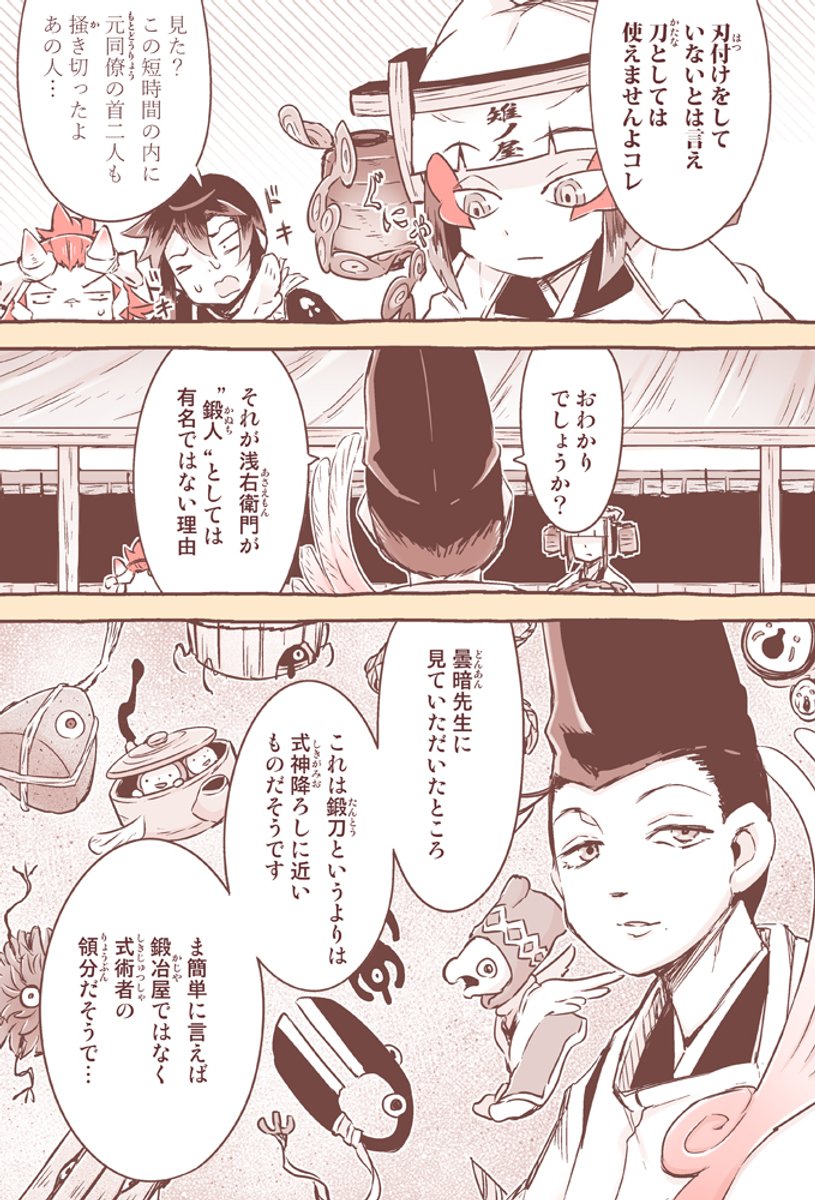 刃付けをして
いないとは言え
刀としては
使えませんよコレ
雉ノ屋
ぐにゃ
見た?
この短時間の内に
元同僚の首二人も
掻き切ったよ
あの人…
ドキ
ドキ
おわかり
でしょうか?
それが浅右衛門が
"鍛人"としては
有名ではない理由
曇暗先生に
見ていただいたところ
これは鍛刀というよりは
式神降ろしに近い
ものだそうです
ま簡単に言えば
鍛冶屋ではなく
式術者の
領分だそうで…